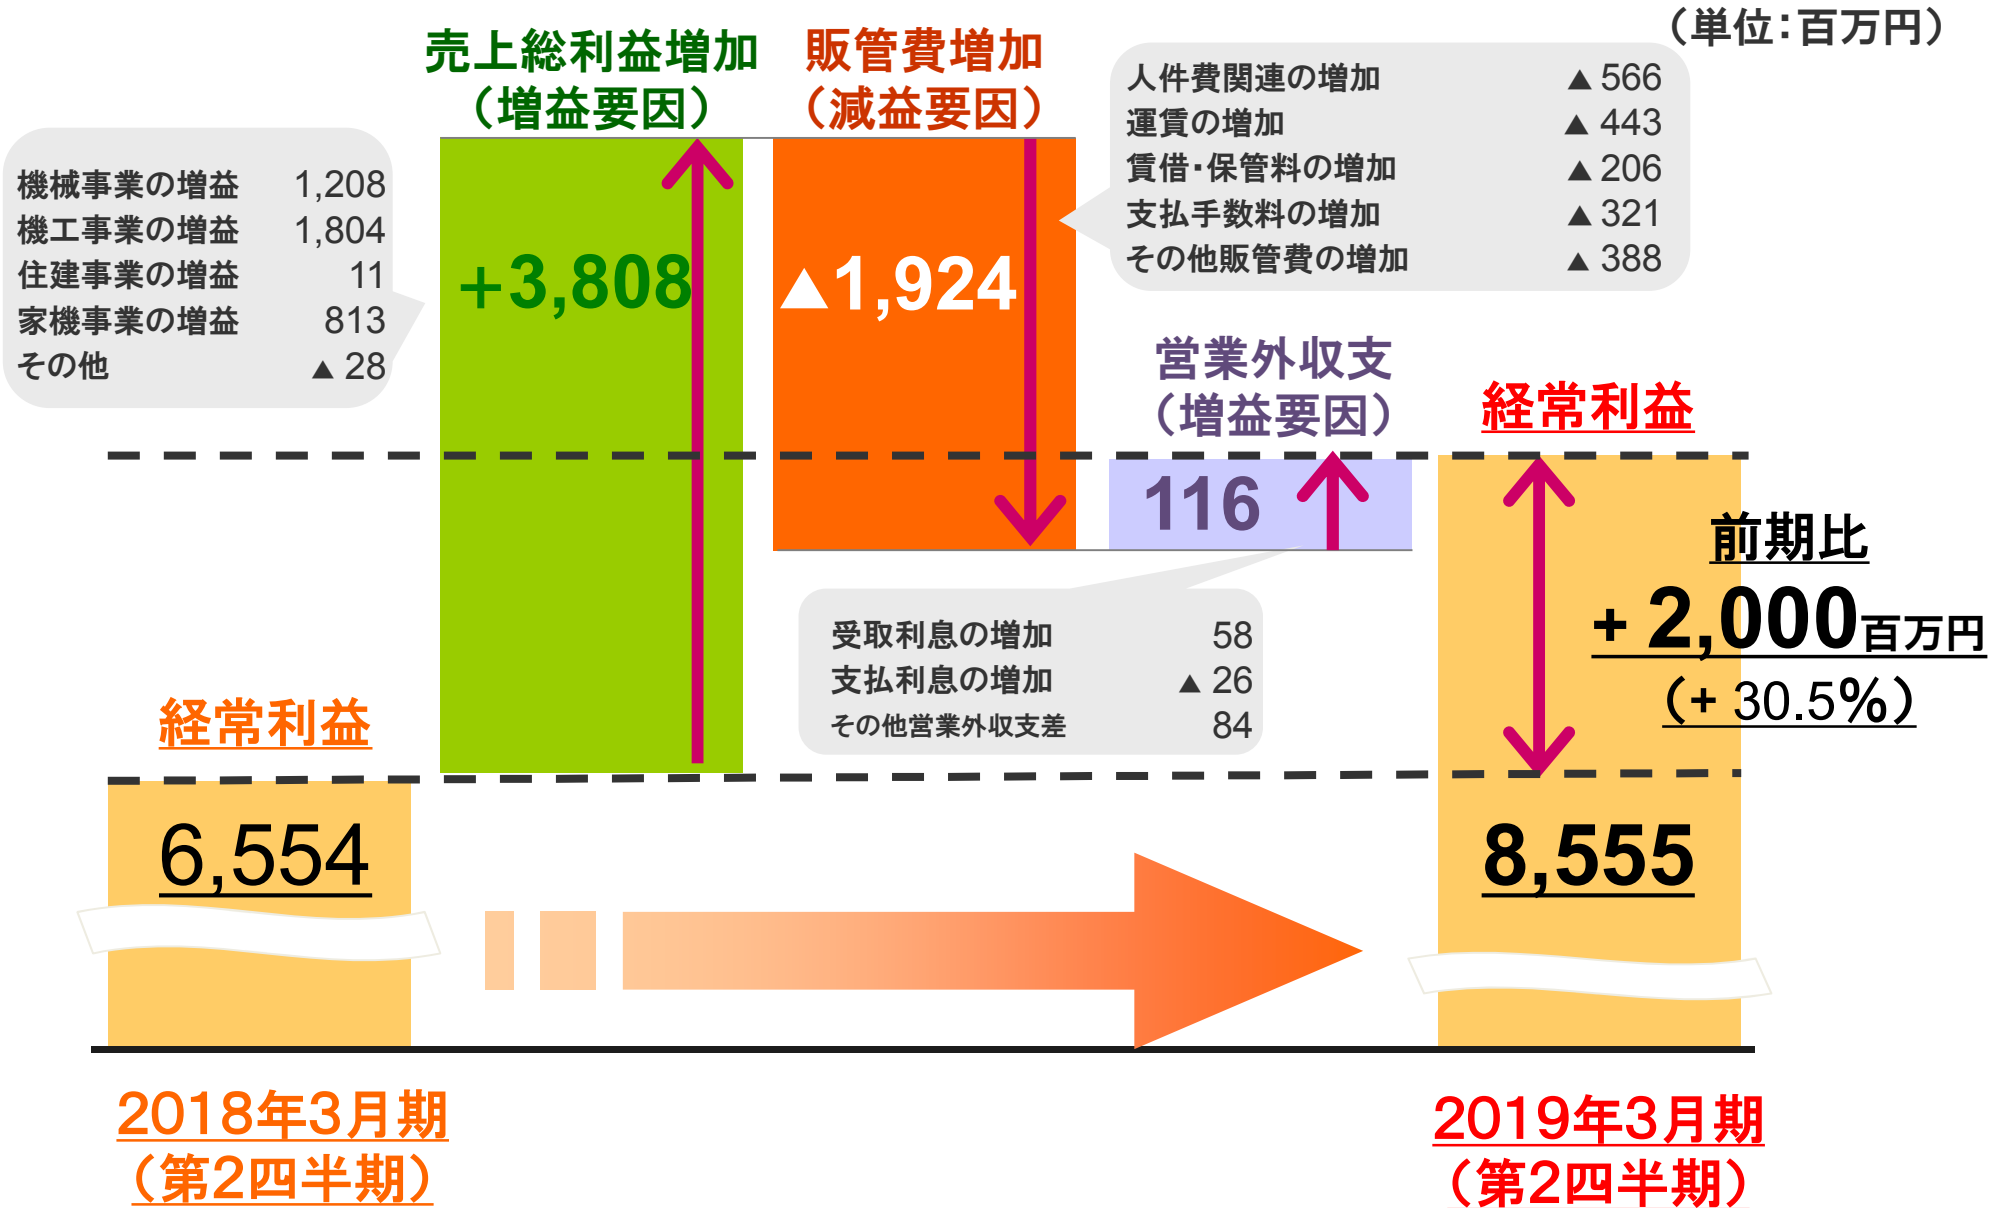 （単位：百万円）
売上総利益増加
（増益要因）
販管費増加
（減益要因）
人件費関連の増加 ▲ 566
運賃の増加 ▲ 443
賃借・保管料の増加 ▲ 206
支払手数料の増加 ▲ 321
その他販管費の増加 ▲ 388
機械事業の増益 1,208
機工事業の増益 1,804
住建事業の増益 11
家機事業の増益 813
その他 ▲ 28
+3,808
▲1,924
営業外収支
（増益要因）
116
経常利益
前期比
+ 2,000百万円
（+ 30.5%）
受取利息の増加 58
支払利息の増加 ▲ 26
その他営業外収支差 84
経常利益
6,554
8,555
2018年3月期
（第2四半期）
2019年3月期
（第2四半期）